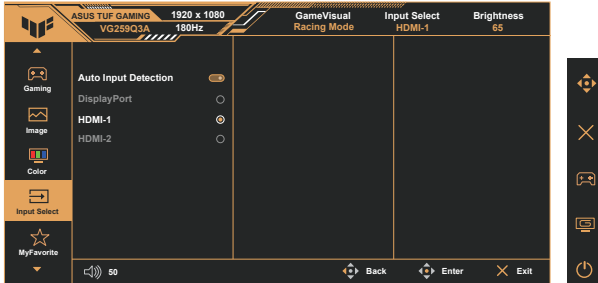 ASUS TUF GAMING 1920 x 1080 GameVisual Input Select Brightness
VG259Q3A 180Hz Racing Mode HDMI-1 65
Gaming
Image
Color
Input Select
MyFavorite
Auto Input Detection
DisplayPort
HDMI-1
HDMI-2
50 Back Enter Exit